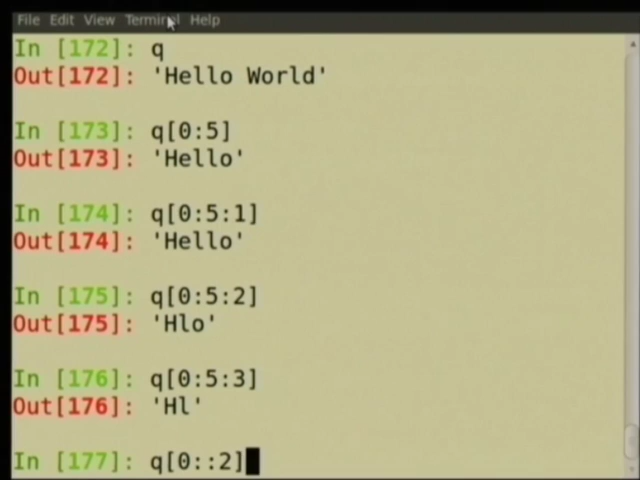 File Edit View Terminal Help
In [172]: q
Out[172]: 'Hello World'
In [173]: q[0:5]
Out[173]: 'Hello'
In [174]: q[0:5:1]
Out[174]: 'Hello'
In [175]: q[0:5:2]
Out[175]: 'Hlo'
In [176]: q[0:5:3]
Out[176]: 'Hl'
In [177]: q[0::2]